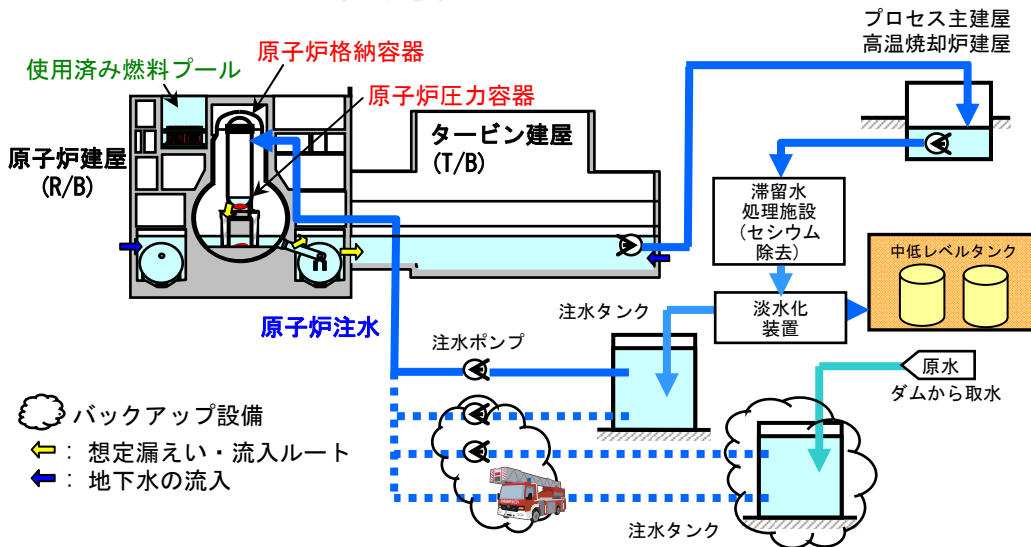 プロセス主建屋
高温焼却炉建屋
原子炉格納容器
使用済み燃料プール
原子炉圧力容器
タービン建屋
(T/B)
原子炉建屋
(R/B)
滞留水
処理施設
(セシウム
除去)
中低レベルタンク
淡水化
装置
注水タンク
原子炉注水
注水ポンプ
原水
ダムから取水
バックアップ設備
: 想定漏えい・流入ルート
: 地下水の流入
注水タンク